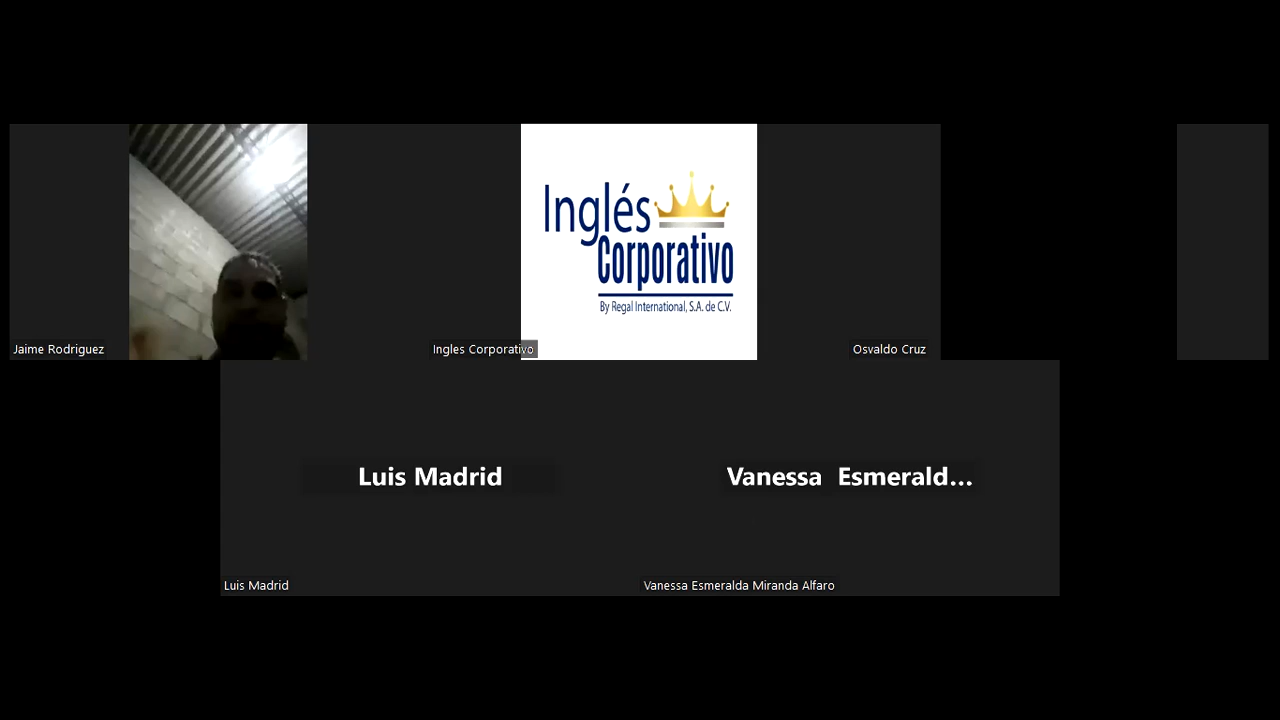 Inglés
Corporativo
By Regal International, S.A. de C.V.
Jaime Rodriguez
Ingles Corporativo
Osvaldo Cruz
Luis Madrid
Vanessa Esmerald...
Luis Madrid
Vanessa Esmeralda Miranda Alfaro